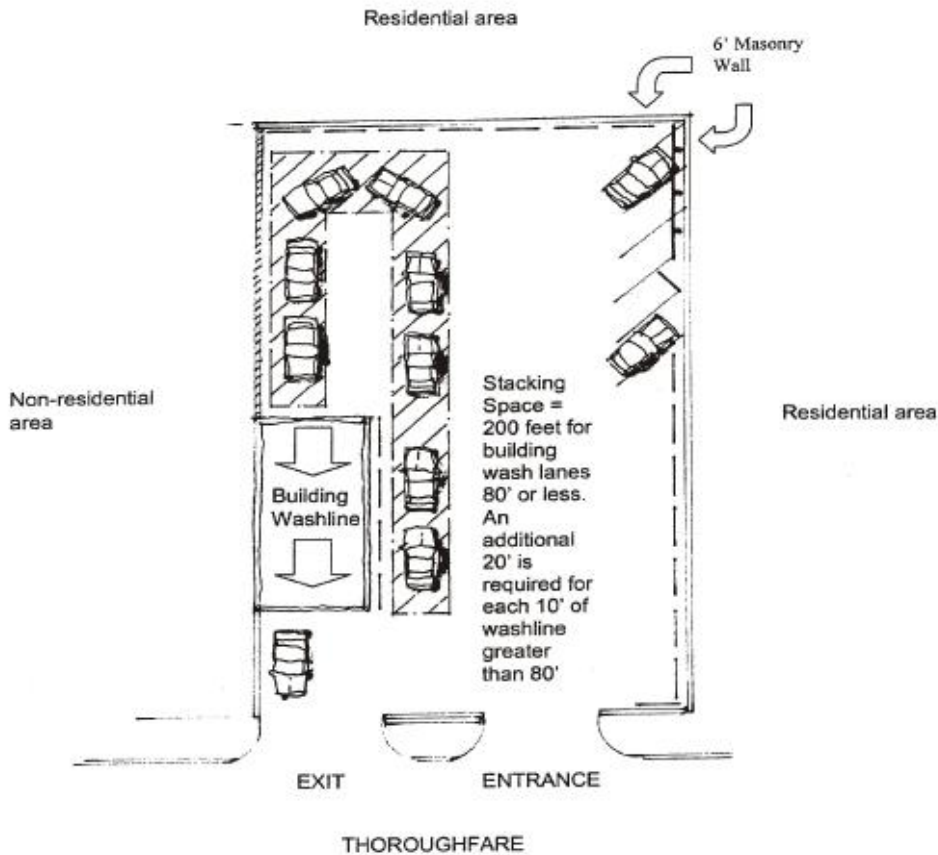 Residential area
6' Masonry
Wall
Non-residential
area
Stacking
Space =
200 feet for
building
wash lanes
80' or less.
An
additional
20' is
required for
each 10' of
washline
greater
than 80'
Residential area
Building
Washline
EXIT
ENTRANCE
THOROUGHFARE